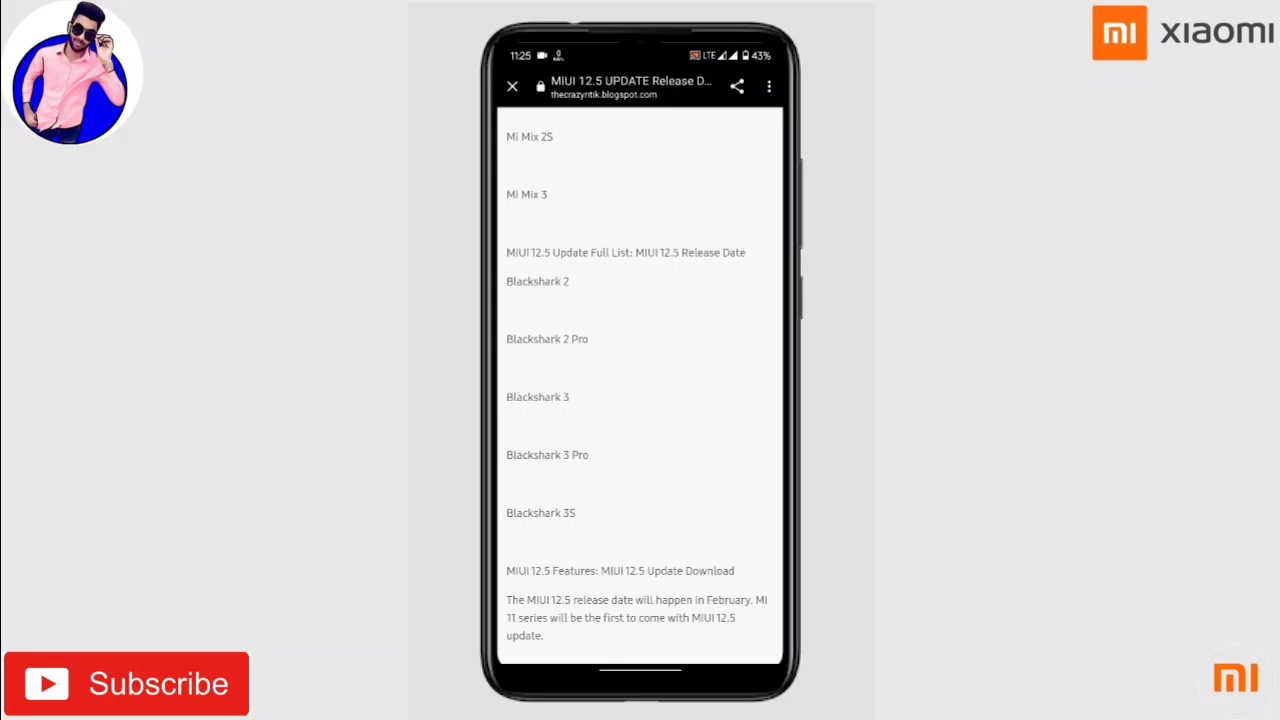 mi xiaomi
11:25 0 KB/s LTE 43%
MIUI 12.5 UPDATE Release D...
thecrazyritik.blogspot.com
Mi Mix 2S
Mi Mix 3
MIUI 12.5 Update Full List: MIUI 12.5 Release Date
Blackshark 2
Blackshark 2 Pro
Blackshark 3
Blackshark 3 Pro
Blackshark 3S
MIUI 12.5 Features: MIUI 12.5 Update Download
The MIUI 12.5 release date will happen in February. MI
11 series will be the first to come with MIUI 12.5
update.
Subscribe
mi